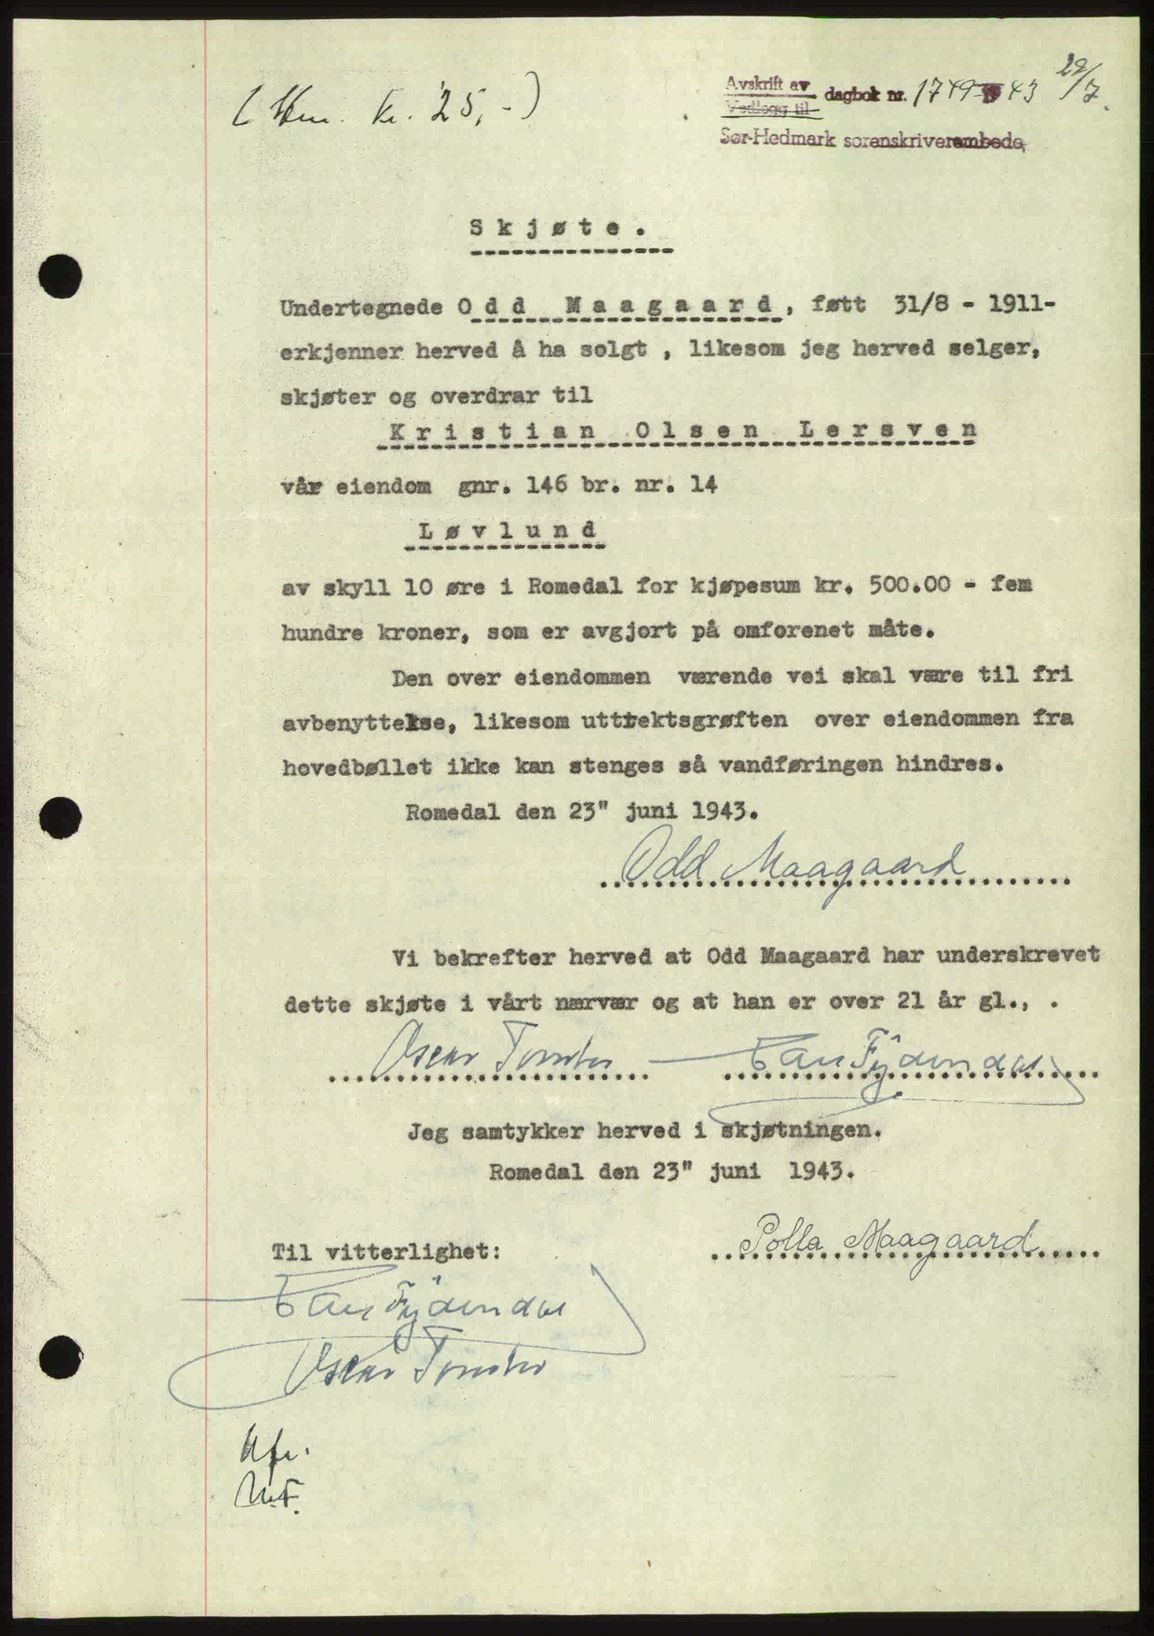 ( Stm. kr. 25,- )
Avskrift av
Vedlegg til
dagbok nr. 1749 43 29/7.
Sør-Hedmark sorenskriverembede,
Skjøte.
Undertegnede Odd Maagaard, født 31/8 - 1911-
erkjenner herved å ha solgt , likesom jeg herved selger,
skjøter og overdrar til
Kristian Olsen Lersven
vår eiendom gnr. 146 br. nr. 14
Løvlund
av skyll 10 øre i Romedal for kjøpesum kr. 500.00 - fem
hundre kroner, som er avgjort på omforenet måte.
Den over eiendommen værende vei skal være til fri
avbenyttelse, likesom uttrektsgrøften over eiendommen fra
hovedbøllet ikke kan stenges så vandføringen hindres.
Romedal den 23" juni 1943.
Odd Maagaard
Vi bekrefter herved at Odd Maagaard har underskrevet
dette skjøte i vårt nærvær og at han er over 21 år gl., .
Oscar Tomter
Jeg samtykker herved i skjøtningen.
Romedal den 23" juni 1943.
Polla Maagaard
Til vitterlighet:
Oscar Tomter